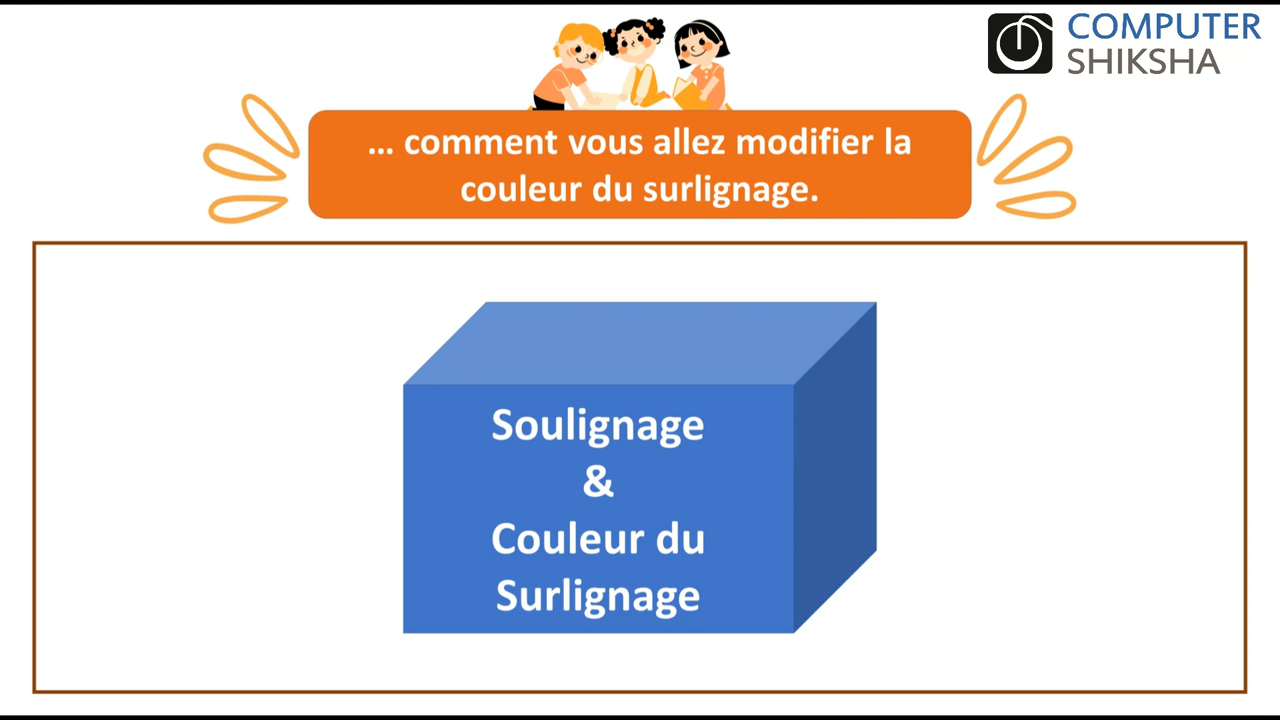 COMPUTER
SHIKSHA
... comment vous allez modifier la
couleur du surlignage.
Soulignage
&
Couleur du
Surlignage